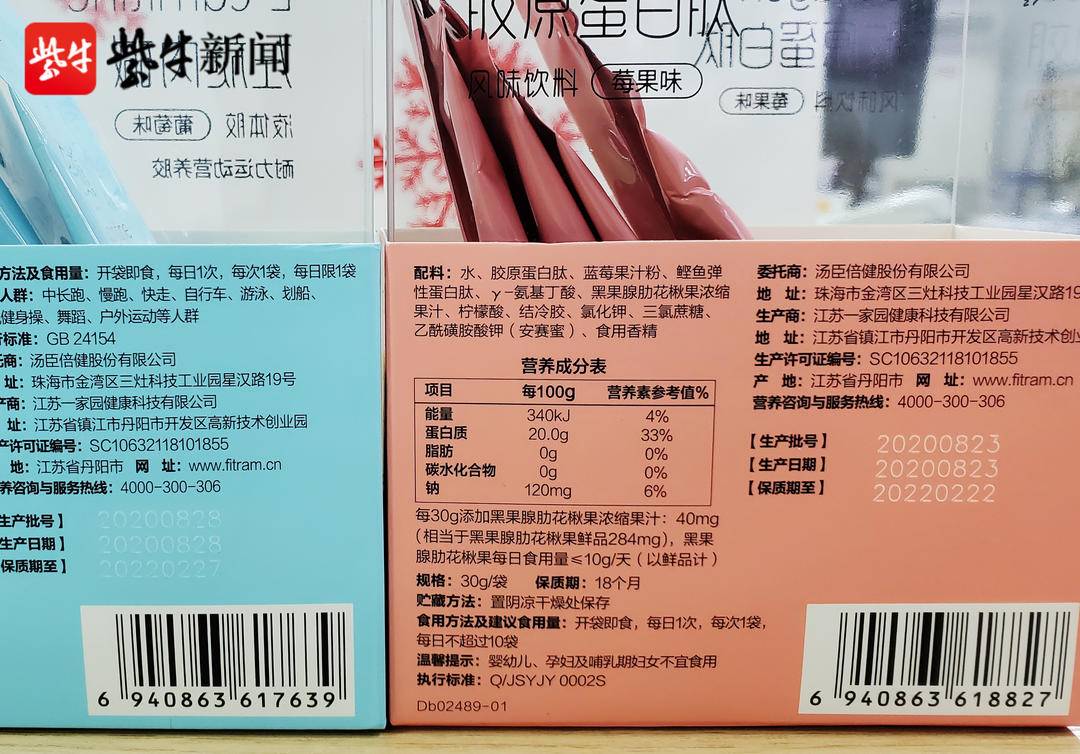 紫牛
紫牛新闻
L-carnitine
葡萄味
液体胶
耐力运动营养胶
胶原蛋白肽
风味饮料
莓果味
蛋白肽
莓果味
风味饮料
方法及食用量：开袋即食，每日1次，每次1袋，每日限1袋
人群：中长跑、慢跑、快走、自行车、游泳、划船、
健身操、舞蹈、户外运动等人群
标准：GB 24154
托商：汤臣倍健股份有限公司
址：珠海市金湾区三灶科技工业园星汉路19号
产商：江苏一家园健康科技有限公司
址：江苏省镇江市丹阳市开发区高新技术创业园
产许可证编号：SC10632118101855
地：江苏省丹阳市 网 址：www.fitram.cn
养咨询与服务热线：4000-300-306
生产批号】 20200828
生产日期】 20200828
保质期至】 20220227
6 940863 617639
配料：水、胶原蛋白肽、蓝莓果汁粉、鲣鱼弹
性蛋白肽、γ-氨基丁酸、黑果腺肋花楸果浓缩
果汁、柠檬酸、结冷胶、氯化钾、三氯蔗糖、
乙酰磺胺酸钾（安赛蜜）、食用香精
营养成分表
项目 每100g 营养素参考值%
能量 340kJ 4%
蛋白质 20.0g 33%
脂肪 0g 0%
碳水化合物 0g 0%
钠 120mg 6%
每30g添加黑果腺肋花楸果浓缩果汁：40mg
（相当于黑果腺肋花楸果鲜品284mg），黑果
腺肋花楸果每日食用量≤10g/天（以鲜品计）
规格：30g/袋 保质期：18个月
贮藏方法：置阴凉干燥处保存
食用方法及建议食用量：开袋即食，每日1次，每次1袋，
每日不超过10袋
温馨提示：婴幼儿、孕妇及哺乳期妇女不宜食用
执行标准：Q/JSYJY 0002S
Db02489-01
委托商：汤臣倍健股份有限公司
地 址：珠海市金湾区三灶科技工业园星汉路19
生产商：江苏一家园健康科技有限公司
地 址：江苏省镇江市丹阳市开发区高新技术创业
生产许可证编号：SC10632118101855
产 地：江苏省丹阳市 网 址：www.fitram.cn
营养咨询与服务热线：4000-300-306
【生产批号】 20200823
【生产日期】 20200823
【保质期至】 20220222
6 940863 618827